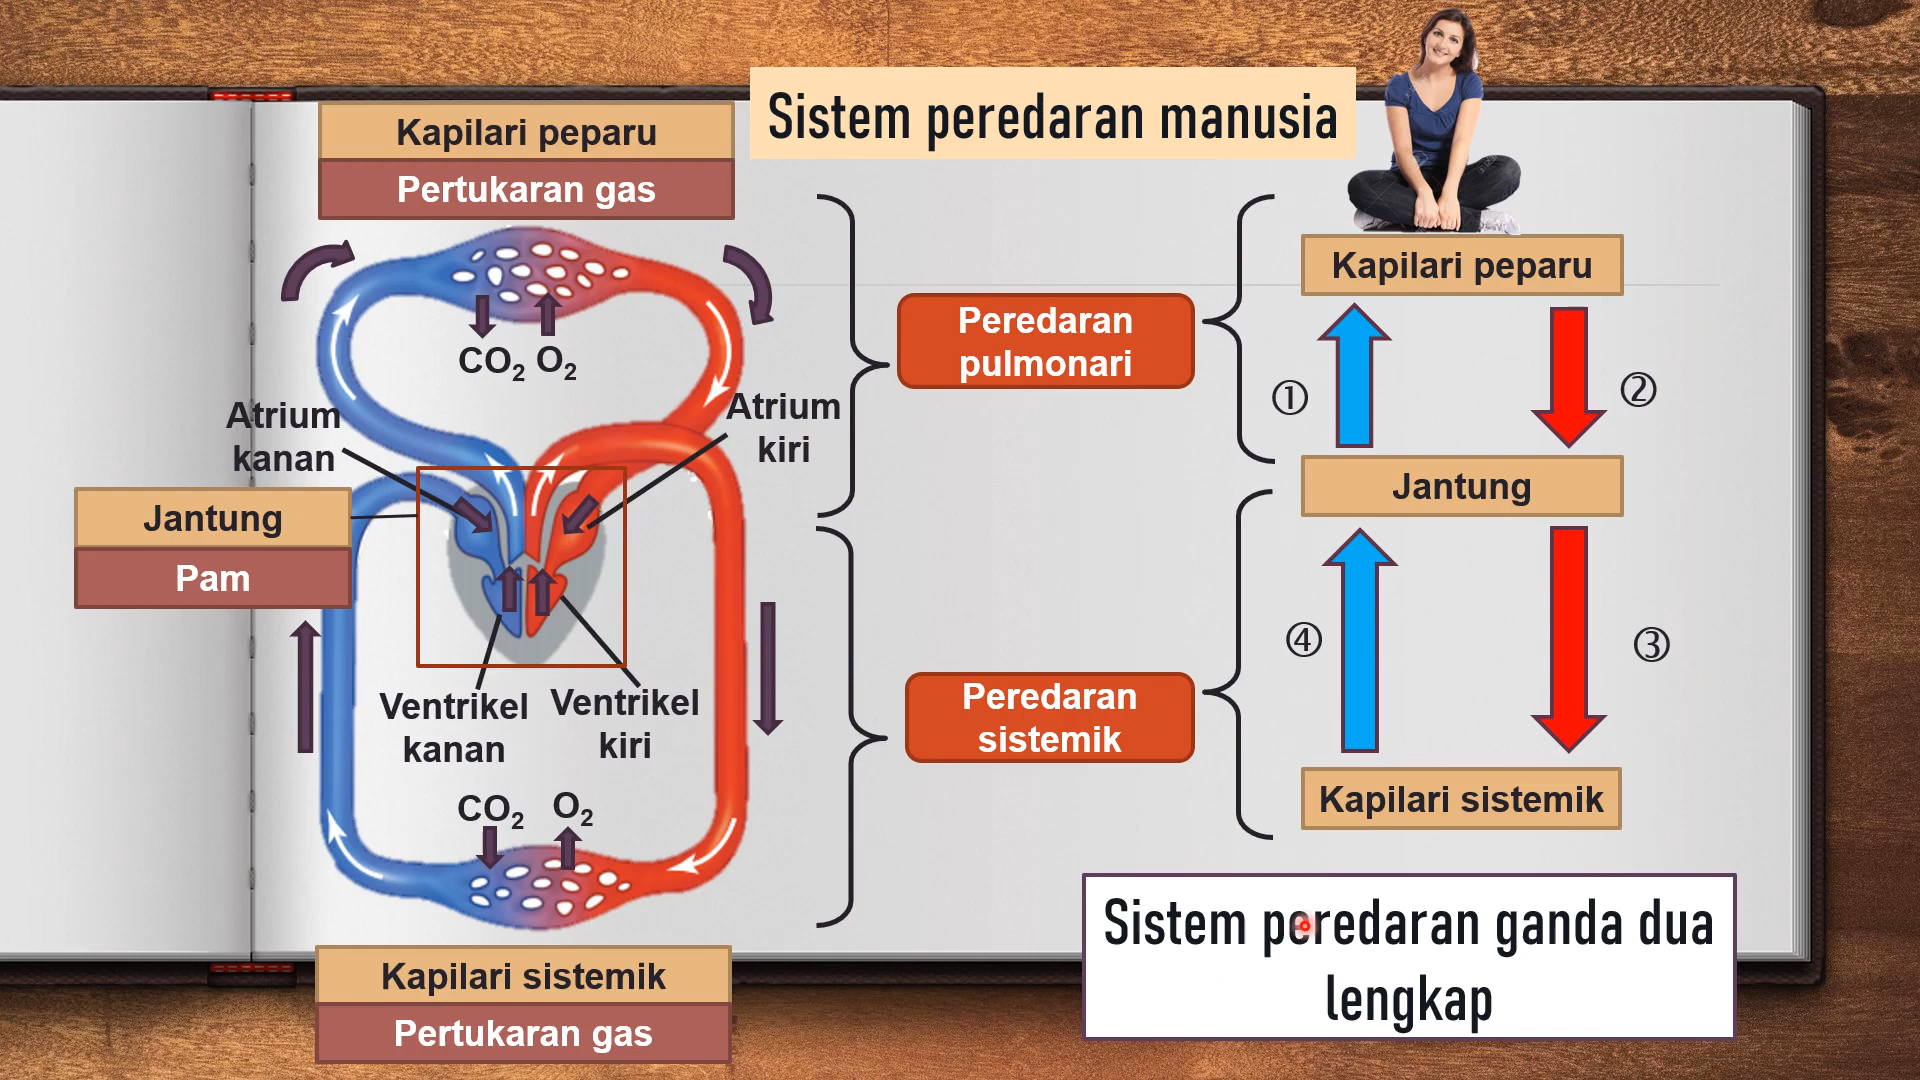 Sistem peredaran manusia
Kapilari peparu
Pertukaran gas
CO₂ O₂
Atrium
kanan
Atrium
kiri
Jantung
Pam
Ventrikel
kanan
Ventrikel
kiri
CO₂ O₂
Kapilari sistemik
Pertukaran gas
Peredaran
pulmonari
Peredaran
sistemik
Kapilari peparu
①
②
Jantung
④
③
Kapilari sistemik
Sistem peredaran ganda dua
lengkap